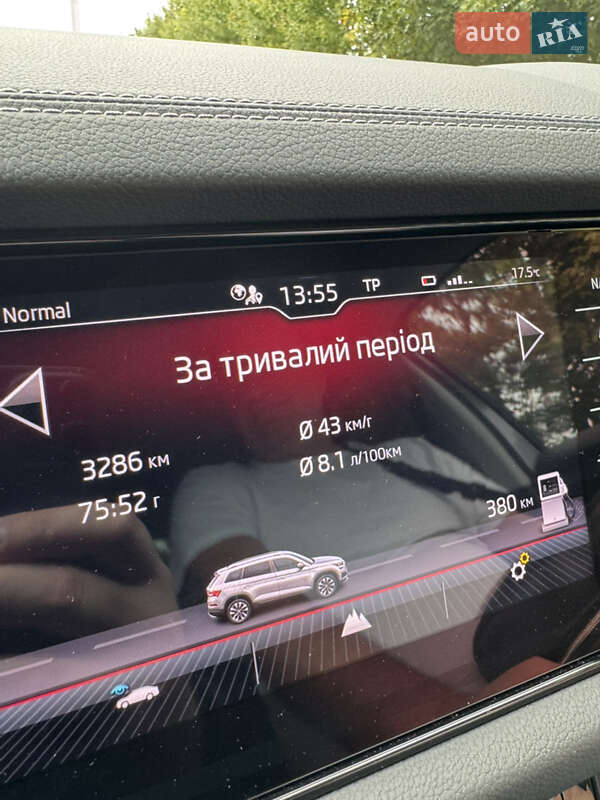 auto RIA .com
Normal
13:55 TP 17.5°C
За тривалий період
3286 км
75:52 г
Ø 43 км/г
Ø 8.1 л/100км
380 км